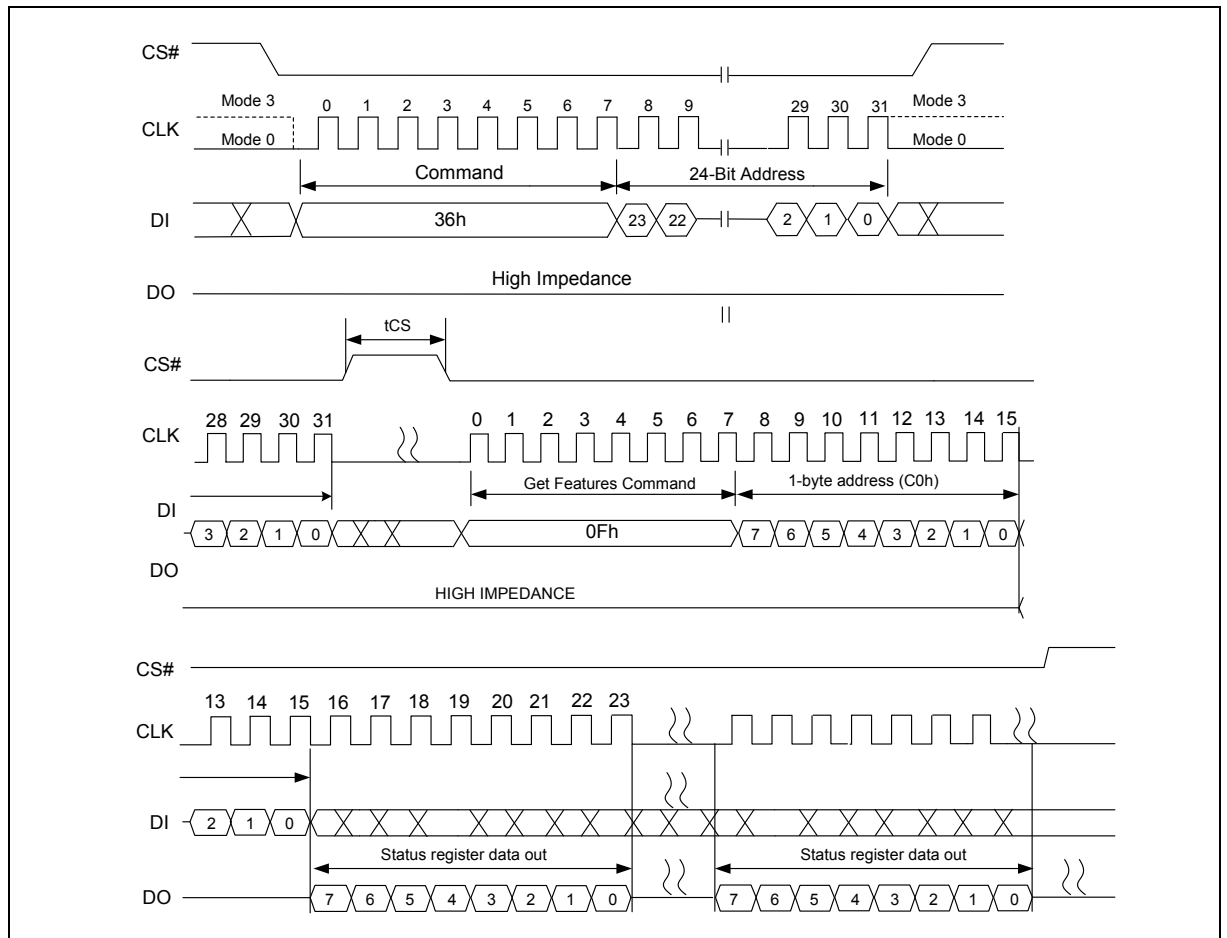 CS#
Mode 3 0 1 2 3 4 5 6 7 8 9 29 30 31 Mode 3
CLK
Mode 0 Mode 0
Command 24-Bit Address
DI 36h 23 22 2 1 0
High Impedance
DO
tCS
CS#
28 29 30 31 0 1 2 3 4 5 6 7 8 9 10 11 12 13 14 15
CLK
Get Features Command 1-byte address (C0h)
DI
3 2 1 0 0Fh 7 6 5 4 3 2 1 0
DO
HIGH IMPEDANCE
CS#
13 14 15 16 17 18 19 20 21 22 23
CLK
DI 2 1 0
Status register data out Status register data out
DO 7 6 5 4 3 2 1 0 7 6 5 4 3 2 1 0